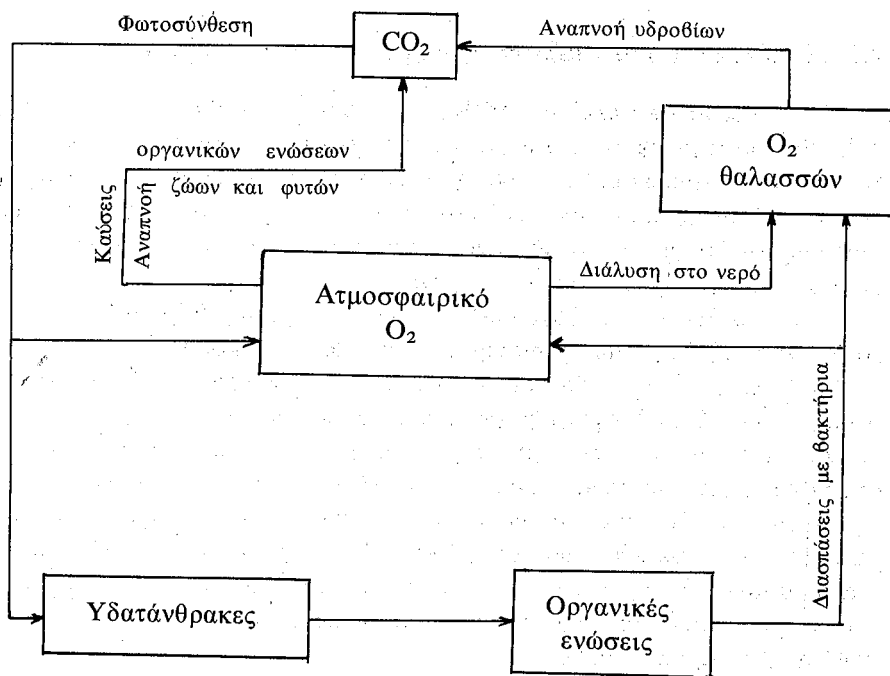 Φωτοσύνθεση
CO₂
Αναπνοή υδροβίων
O₂
θαλασσών
οργανικών ενώσεων
ζώων και φυτών
Καύσεις
Αναπνοή
Ατμοσφαιρικό
O₂
Διάλυση στο νερό
Διασπάσεις με βακτήρια
Υδατάνθρακες
Οργανικές
ενώσεις